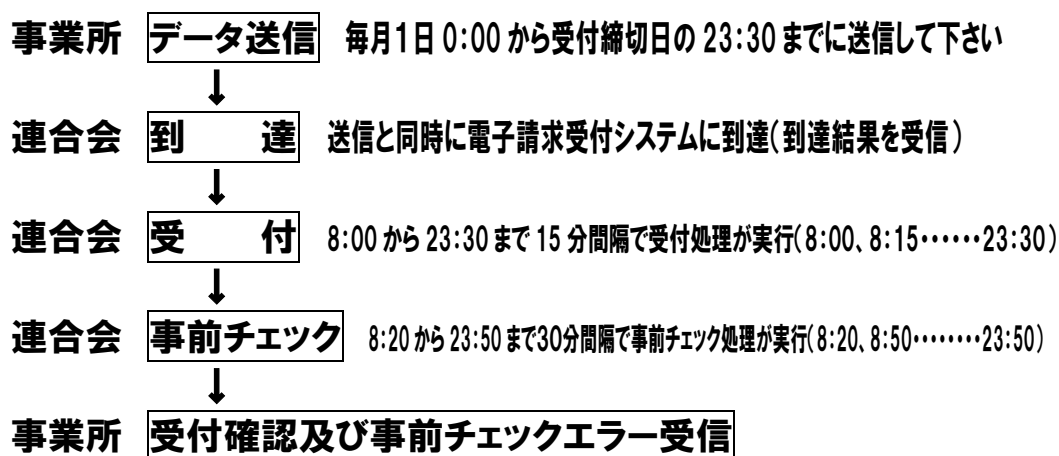 事業所 データ送信 毎月1日 0:00 から受付締切日の 23:30 までに送信して下さい
↓
連合会 到　　達 送信と同時に電子請求受付システムに到達(到達結果を受信)
↓
連合会 受　　付 8:00 から 23:30 まで 15 分間隔で受付処理が実行(8:00、8:15・・・・・・23:30)
↓
連合会 事前チェック 8:20 から 23:50 まで30分間隔で事前チェック処理が実行(8:20、8:50・・・・・・・・23:50)
↓
事業所 受付確認及び事前チェックエラー受信